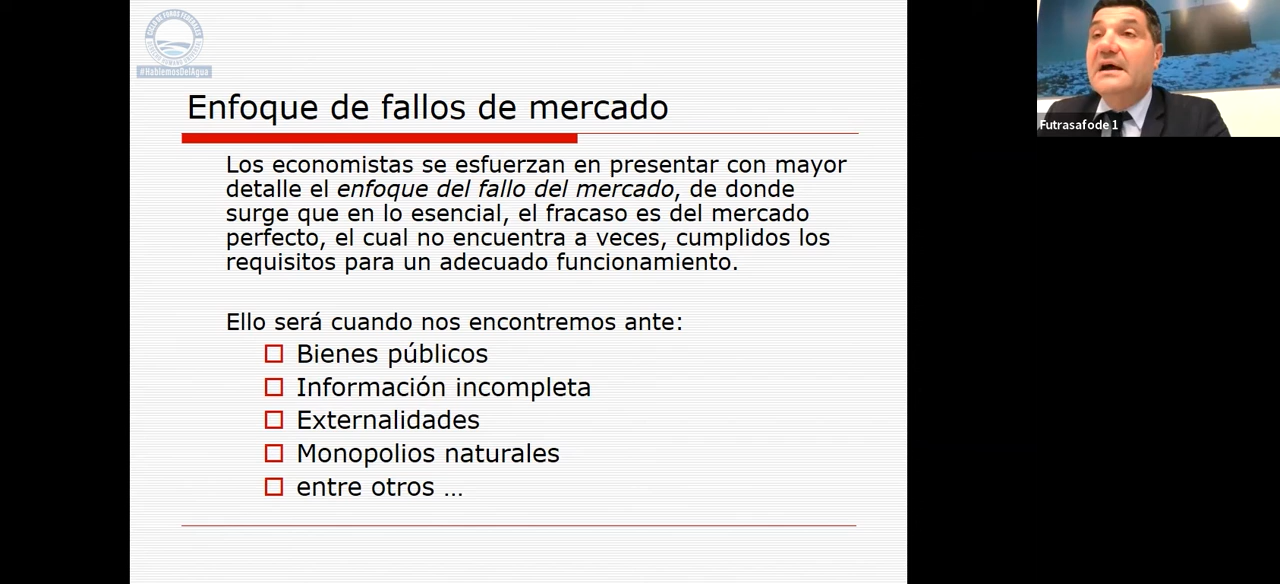 #HablemosDelAgua
Enfoque de fallos de mercado
Los economistas se esfuerzan en presentar con mayor
detalle el enfoque del fallo del mercado, de donde
surge que en lo esencial, el fracaso es del mercado
perfecto, el cual no encuentra a veces, cumplidos los
requisitos para un adecuado funcionamiento.
Ello será cuando nos encontremos ante:
Bienes públicos
Información incompleta
Externalidades
Monopolios naturales
entre otros ...
Futrasafode 1